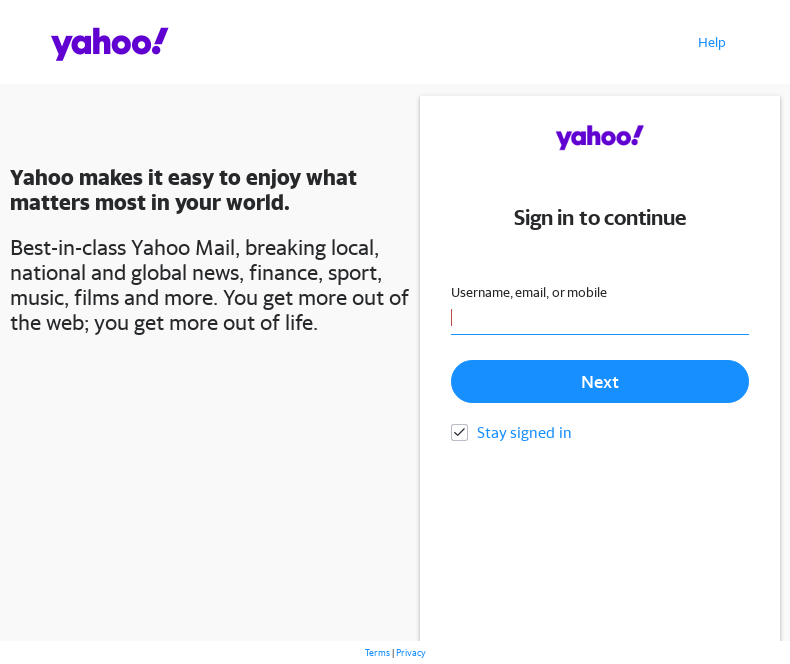 yahoo!
Help
Yahoo makes it easy to enjoy what
matters most in your world.
Best-in-class Yahoo Mail, breaking local,
national and global news, finance, sport,
music, films and more. You get more out of
the web; you get more out of life.
yahoo!
Sign in to continue
Username, email, or mobile
Next
Stay signed in
Terms | Privacy